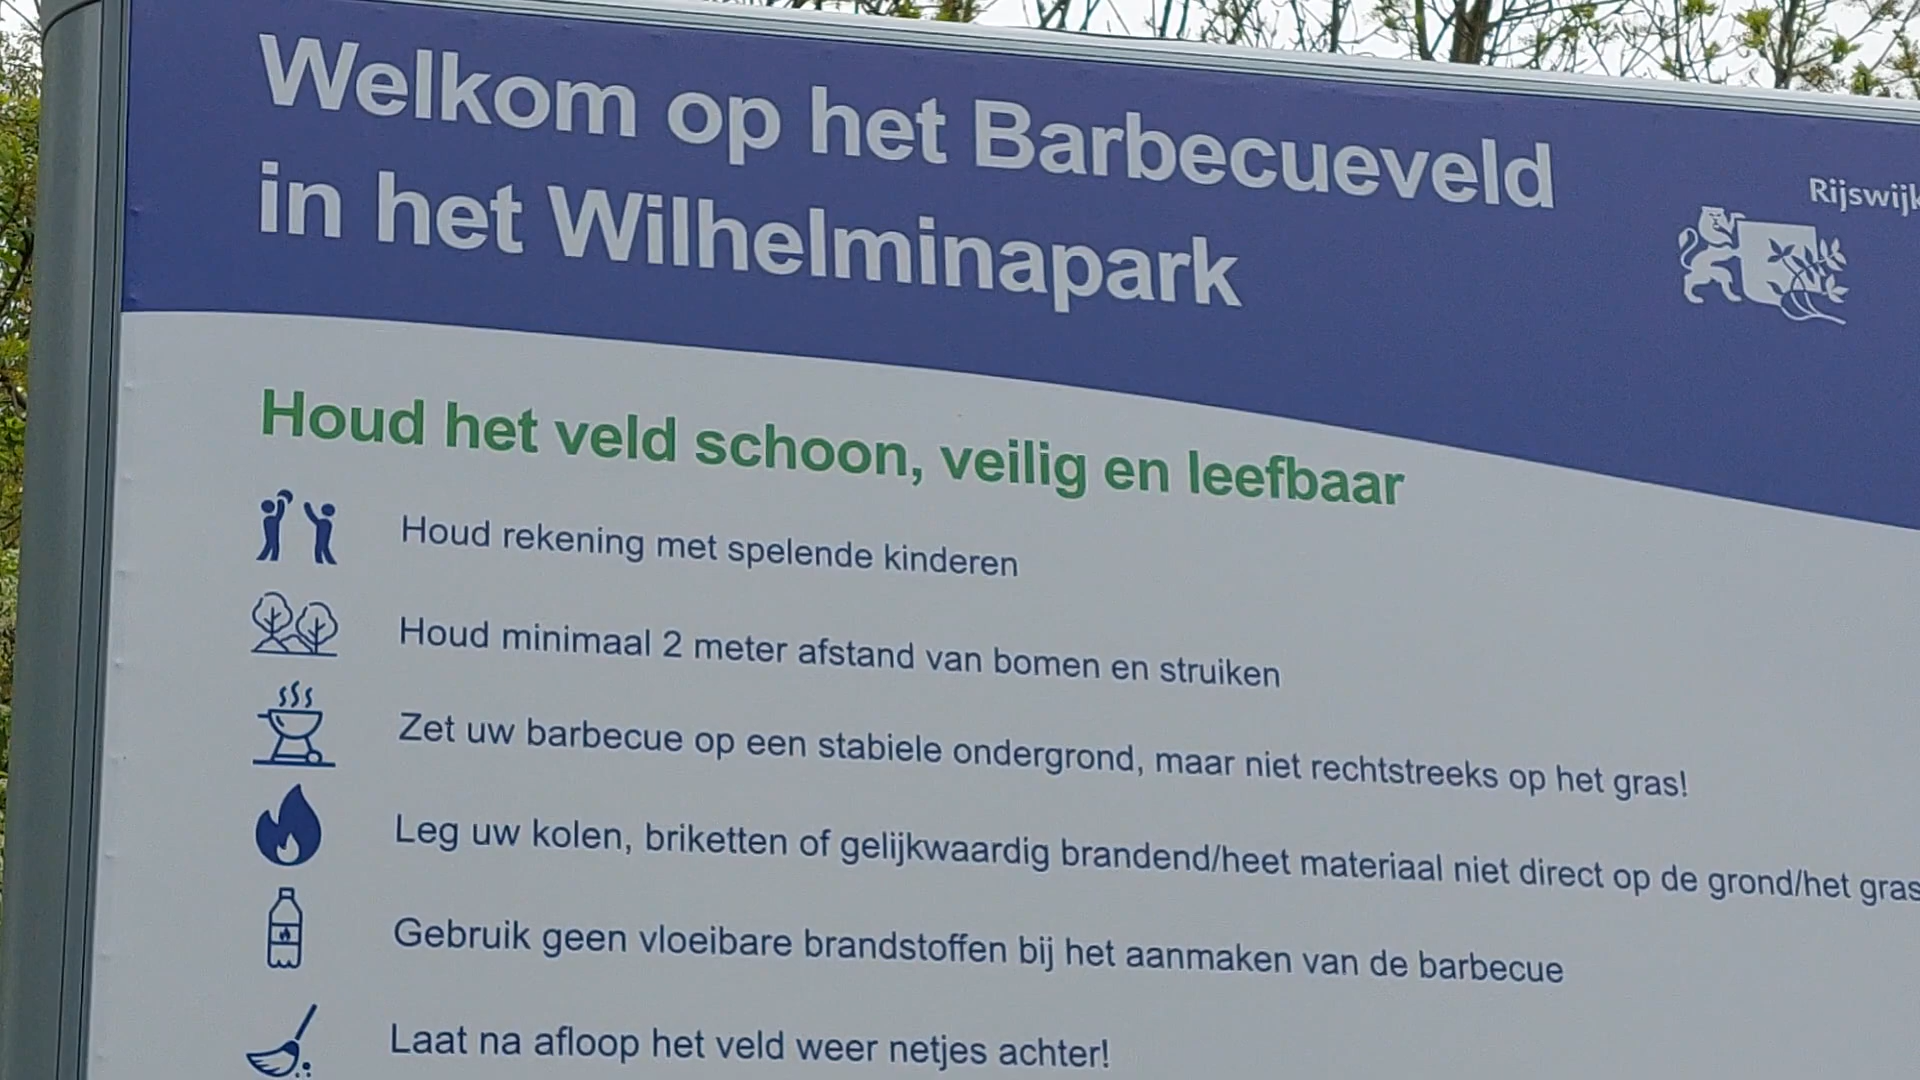 Welkom op het Barbecueveld
in het Wilhelminapark
Rijswijk
Houd het veld schoon, veilig en leefbaar
Houd rekening met spelende kinderen
Houd minimaal 2 meter afstand van bomen en struiken
Zet uw barbecue op een stabiele ondergrond, maar niet rechtstreeks op het gras!
Leg uw kolen, briketten of gelijkwaardig brandend/heet materiaal niet direct op de grond/het gras
Gebruik geen vloeibare brandstoffen bij het aanmaken van de barbecue
Laat na afloop het veld weer netjes achter!